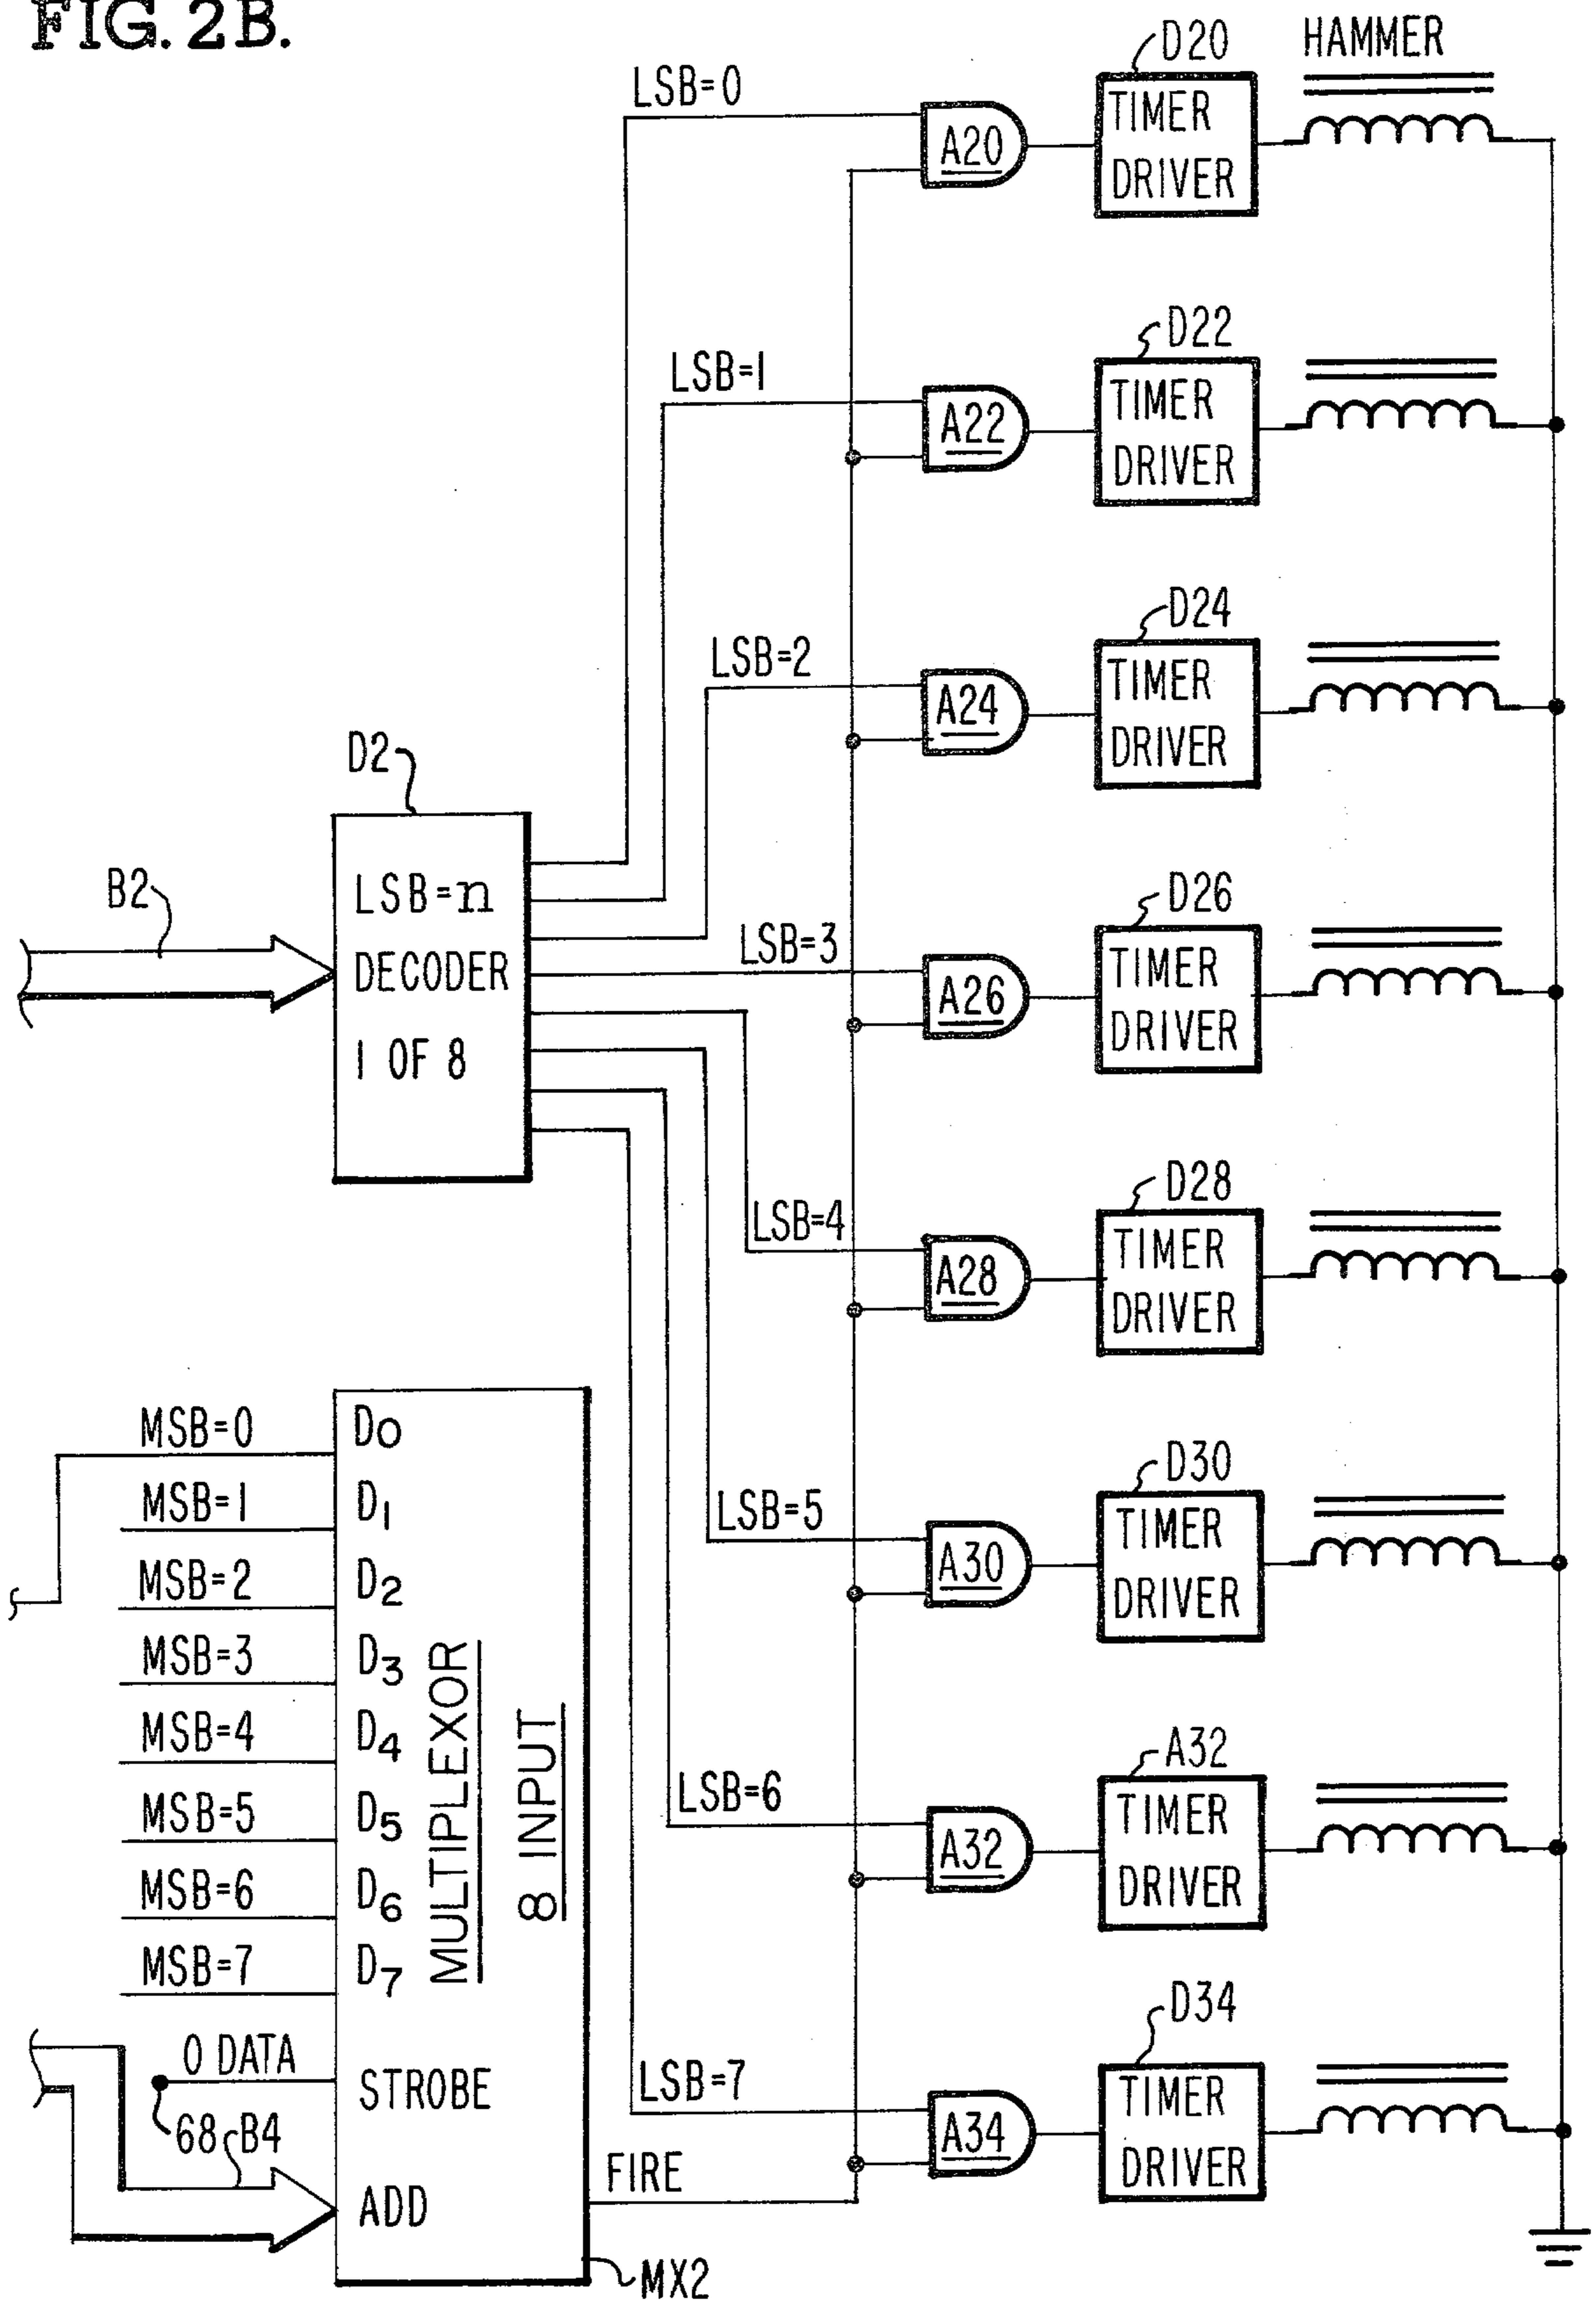 FIG. 2B.
HAMMER
D20
LSB=0
A20
TIMER
DRIVER
D22
LSB=1
A22
TIMER
DRIVER
D24
LSB=2
A24
TIMER
DRIVER
D2
B2
LSB=n
DECODER
1 OF 8
D26
LSB=3
A26
TIMER
DRIVER
D28
LSB=4
A28
TIMER
DRIVER
D30
LSB=5
A30
TIMER
DRIVER
A32
LSB=6
A32
TIMER
DRIVER
D34
LSB=7
A34
TIMER
DRIVER
MSB=0 D0
MSB=1 D1
MSB=2 D2
MSB=3 D3
MSB=4 D4
MSB=5 D5
MSB=6 D6
MSB=7 D7
MULTIPLEXOR
8 INPUT
0 DATA
STROBE
68
B4
ADD
FIRE
MX2